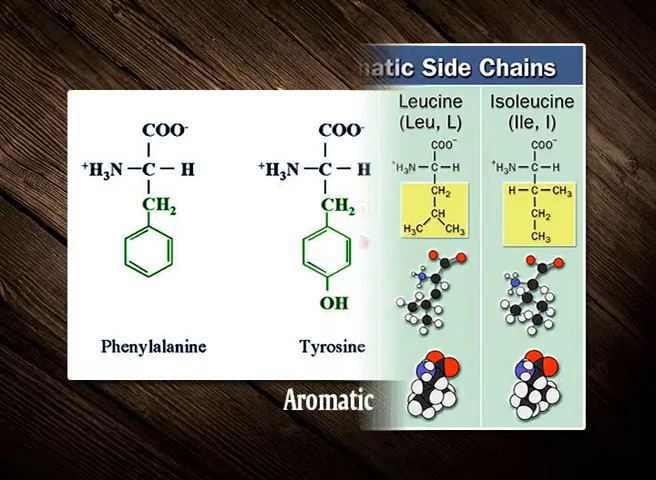 COO-
+H3N – C – H
CH2
Phenylalanine
COO-
+H3N – C – H
CH2
OH
Tyrosine
Aromatic
atic Side Chains
Leucine
(Leu, L)
COO−
+H3N – C – H
CH2
CH
H3C CH3
Isoleucine
(Ile, I)
COO−
+H3N – C – H
H – C – CH3
CH2
CH3